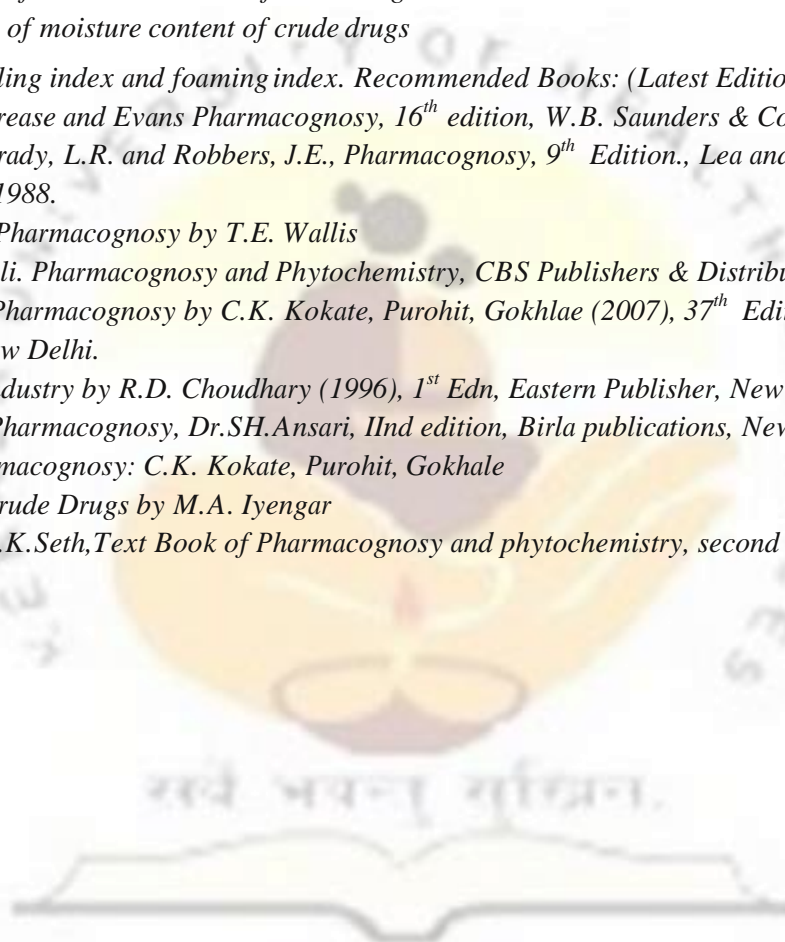 of moisture content of crude drugs
ling index and foaming index. Recommended Books: (Latest Editio
rease and Evans Pharmacognosy, 16th edition, W.B. Saunders & Co
rady, L.R. and Robbers, J.E., Pharmacognosy, 9th Edition., Lea and
1988.
Pharmacognosy by T.E. Wallis
li. Pharmacognosy and Phytochemistry, CBS Publishers & Distribu
Pharmacognosy by C.K. Kokate, Purohit, Gokhlae (2007), 37th Edi
w Delhi.
dustry by R.D. Choudhary (1996), 1st Edn, Eastern Publisher, New
Pharmacognosy, Dr.SH.Ansari, IInd edition, Birla publications, New
macognosy: C.K. Kokate, Purohit, Gokhale
rude Drugs by M.A. Iyengar
.K.Seth,Text Book of Pharmacognosy and phytochemistry, second
सर्वे भवन्तु सुखिन.